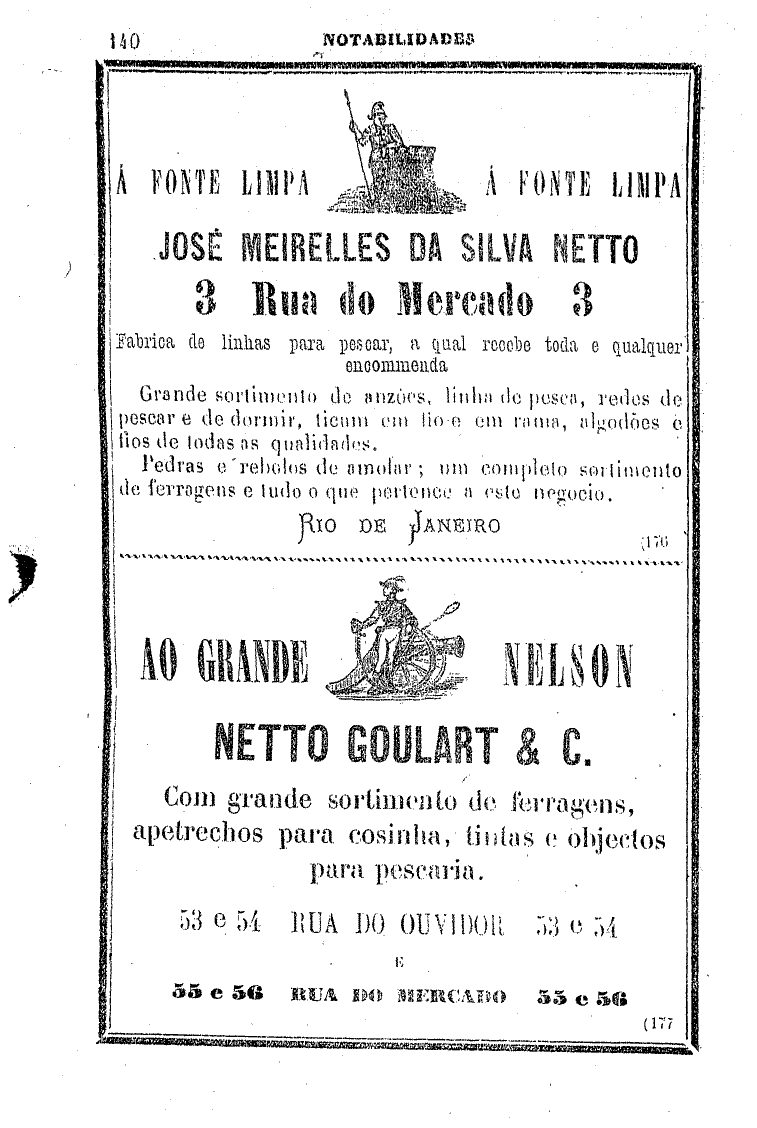 140 NOTABILIDADES
Á FONTE LIMPA Á FONTE LIMPA
JOSÉ MEIRELLES DA SILVA NETTO
3 Rua do Mercado 3
Fabrica de linhas para pescar, a qual recebe toda e qualquer
encommenda
Grande sortimento de anzóes, linha de pesca, redes de
pescar e de dormir, ticum em fio e em rama, algodões e
fios de todas as qualidades.
Pedras e rebolos de amolar; um completo sortimento
de ferragens e tudo o que pertence a este negocio.
RIO DE JANEIRO
(176
AO GRANDE NELSON
NETTO GOULART & C.
Com grande sortimento de ferragens,
apetrechos para cosinha, tintas e objectos
para pescaria.
53 e 54 RUA DO OUVIDOR 53 e 54
E
55 e 56 RUA DO MERCADO 55 e 56
(177